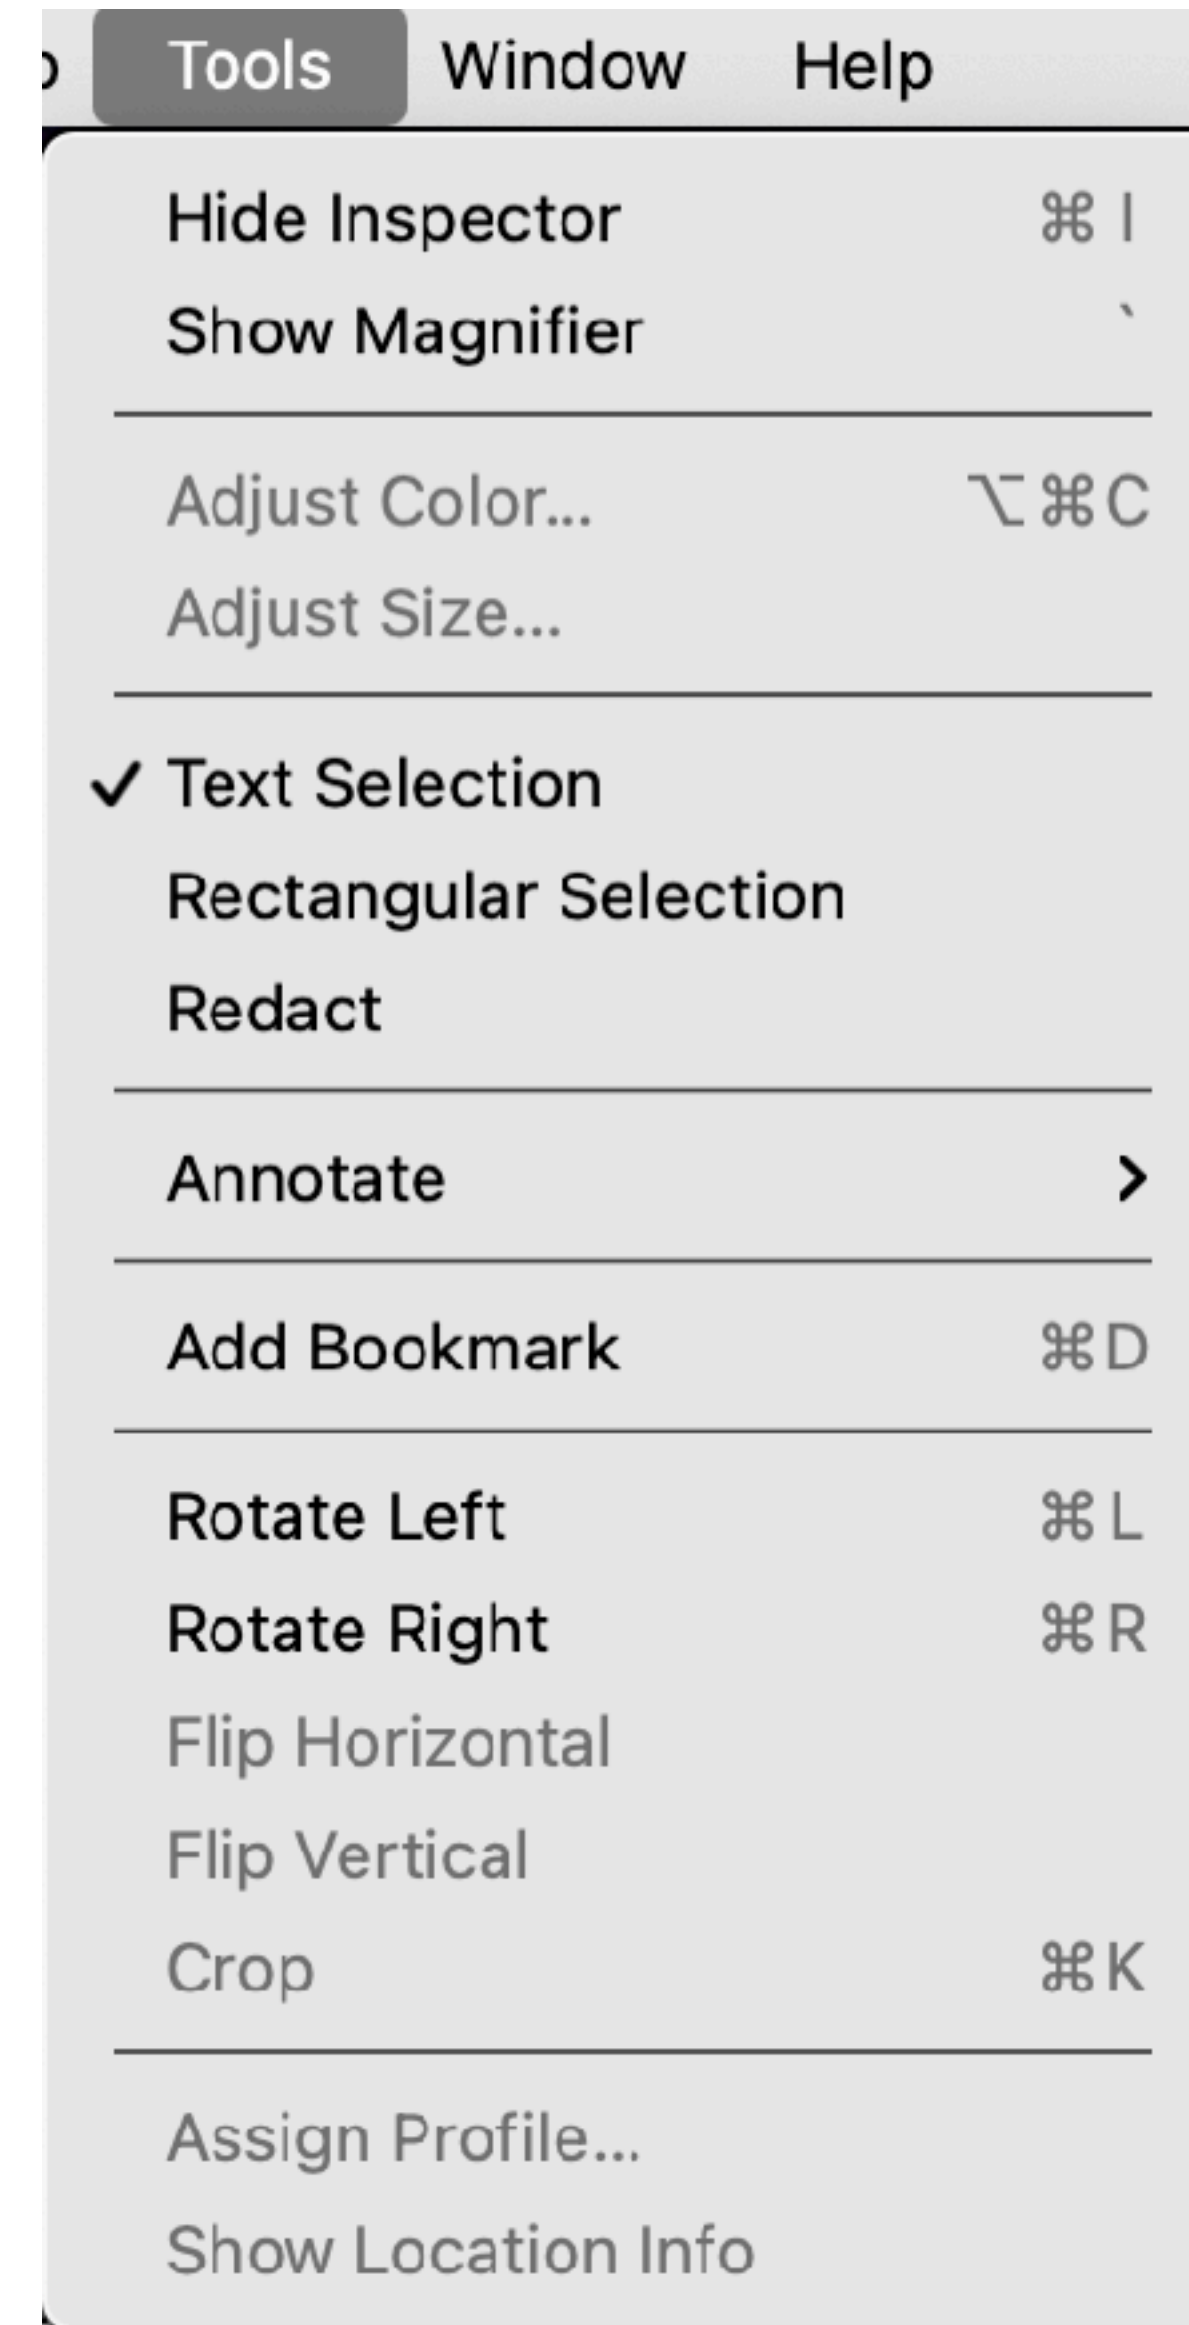 Tools Window Help
Hide Inspector ⌘ I
Show Magnifier `
Adjust Color... ⌥⌘C
Adjust Size...
✓ Text Selection
Rectangular Selection
Redact
Annotate >
Add Bookmark ⌘D
Rotate Left ⌘L
Rotate Right ⌘R
Flip Horizontal
Flip Vertical
Crop ⌘K
Assign Profile...
Show Location Info